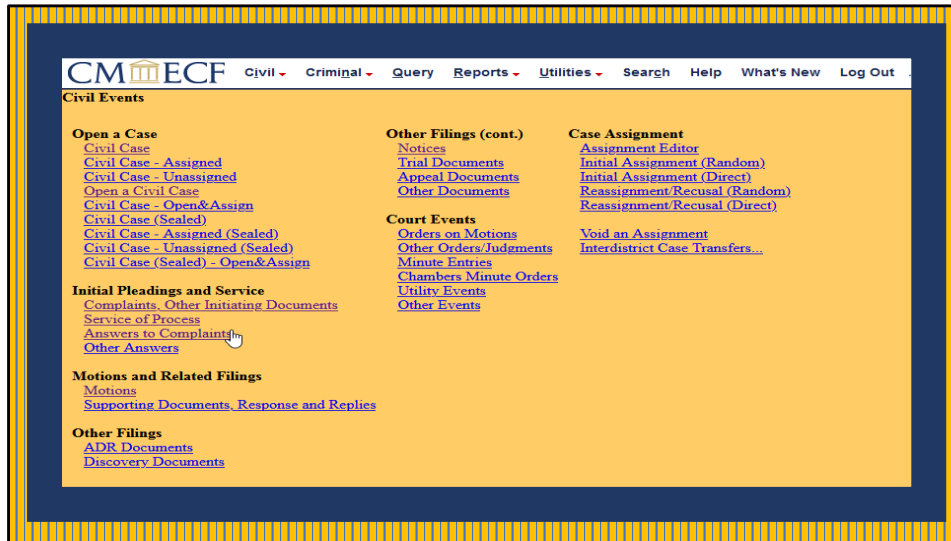 CM ECF Civil Criminal Query Reports Utilities Search Help What's New Log Out
Civil Events
Open a Case
Civil Case
Civil Case - Assigned
Civil Case - Unassigned
Open a Civil Case
Civil Case - Open&Assign
Civil Case (Sealed)
Civil Case - Assigned (Sealed)
Civil Case - Unassigned (Sealed)
Civil Case (Sealed) - Open&Assign
Initial Pleadings and Service
Complaints, Other Initiating Documents
Service of Process
Answers to Complaints
Other Answers
Motions and Related Filings
Motions
Supporting Documents, Response and Replies
Other Filings
ADR Documents
Discovery Documents
Other Filings (cont.)
Notices
Trial Documents
Appeal Documents
Other Documents
Court Events
Orders on Motions
Other Orders/Judgments
Minute Entries
Chambers Minute Orders
Utility Events
Other Events
Case Assignment
Assignment Editor
Initial Assignment (Random)
Initial Assignment (Direct)
Reassignment/Recusal (Random)
Reassignment/Recusal (Direct)
Void an Assignment
Interdistrict Case Transfers...